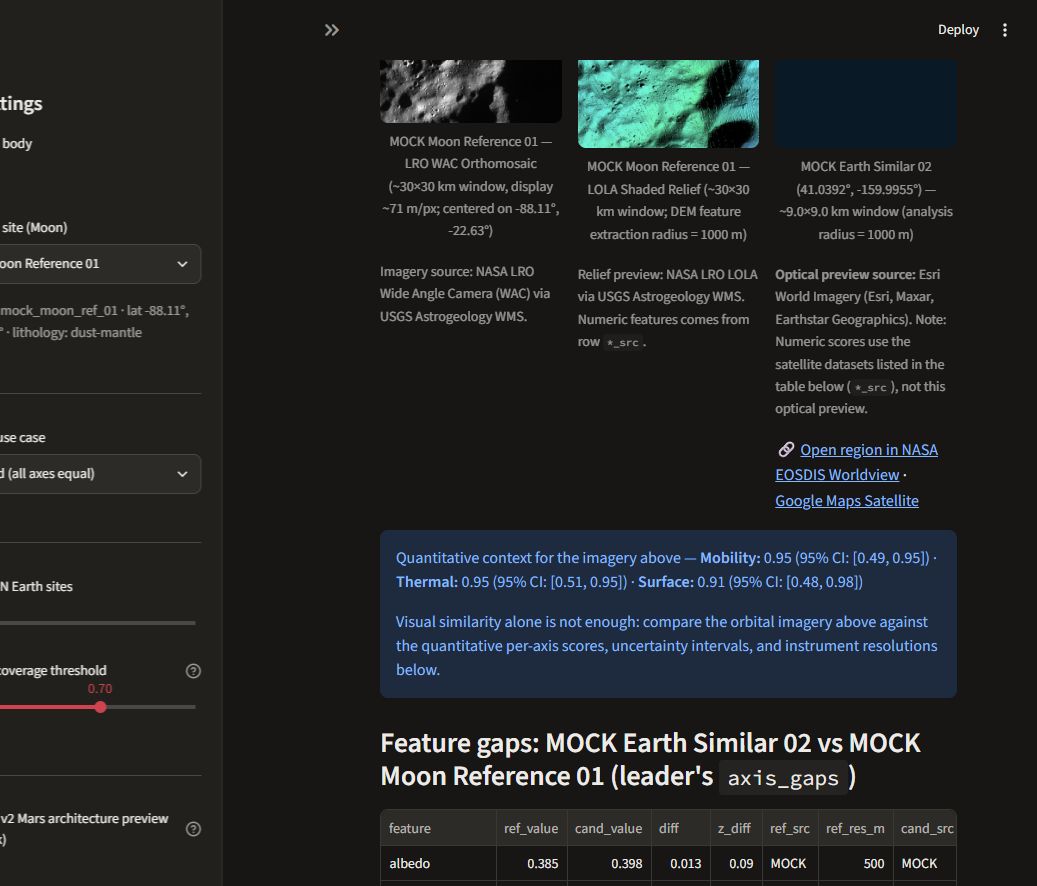 Deploy
ttings
body
site (Moon)
oon Reference 01
mock_moon_ref_01 · lat -88.11°,
° · lithology: dust-mantle
use case
d (all axes equal)
N Earth sites
coverage threshold
0.70
v2 Mars architecture preview
k)
MOCK Moon Reference 01 —
LRO WAC Orthomosaic
(~30×30 km window, display
~71 m/px; centered on -88.11°,
-22.63°)
Imagery source: NASA LRO
Wide Angle Camera (WAC) via
USGS Astrogeology WMS.
MOCK Moon Reference 01 —
LOLA Shaded Relief (~30×30
km window; DEM feature
extraction radius = 1000 m)
Relief preview: NASA LRO LOLA
via USGS Astrogeology WMS.
Numeric features comes from
row *_src .
MOCK Earth Similar 02
(41.0392°, -159.9955°) —
~9.0×9.0 km window (analysis
radius = 1000 m)
Optical preview source: Esri
World Imagery (Esri, Maxar,
Earthstar Geographics). Note:
Numeric scores use the
satellite datasets listed in the
table below ( *_src ), not this
optical preview.
Open region in NASA
EOSDIS Worldview ·
Google Maps Satellite
Quantitative context for the imagery above — Mobility: 0.95 (95% CI: [0.49, 0.95]) ·
Thermal: 0.95 (95% CI: [0.51, 0.95]) · Surface: 0.91 (95% CI: [0.48, 0.98])
Visual similarity alone is not enough: compare the orbital imagery above against
the quantitative per-axis scores, uncertainty intervals, and instrument resolutions
below.
Feature gaps: MOCK Earth Similar 02 vs MOCK
Moon Reference 01 (leader's axis_gaps )
feature ref_value cand_value diff z_diff ref_src ref_res_m cand_src
albedo 0.385 0.398 0.013 0.09 MOCK 500 MOCK